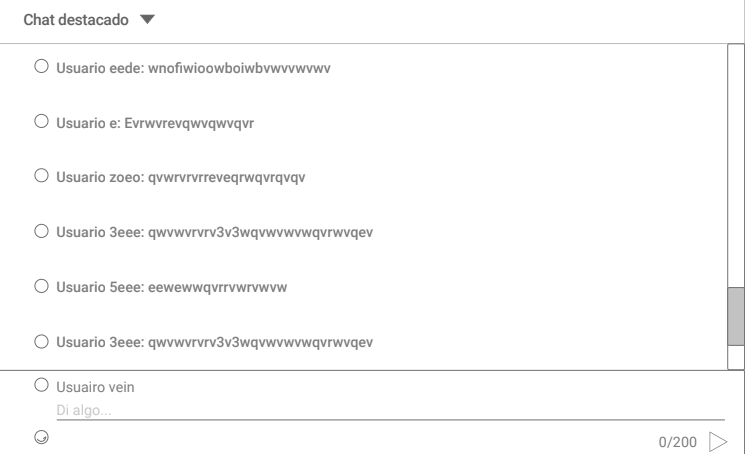 Chat destacado
Usuario eede: wnofiwioowboiwbvwvvwvwv
Usuario e: Evrwvrevqwvqwvqvr
Usuario zoeo: qvwrvrvrreveqrwqvrqvqv
Usuario 3eee: qwvwvrvrv3v3wqvwvwvwqvrwvqev
Usuario 5eee: eewewwqvrrvwrvwvw
Usuario 3eee: qwvwvrvrv3v3wqvwvwvwqvrwvqev
Usuairo vein
Di algo...
0/200